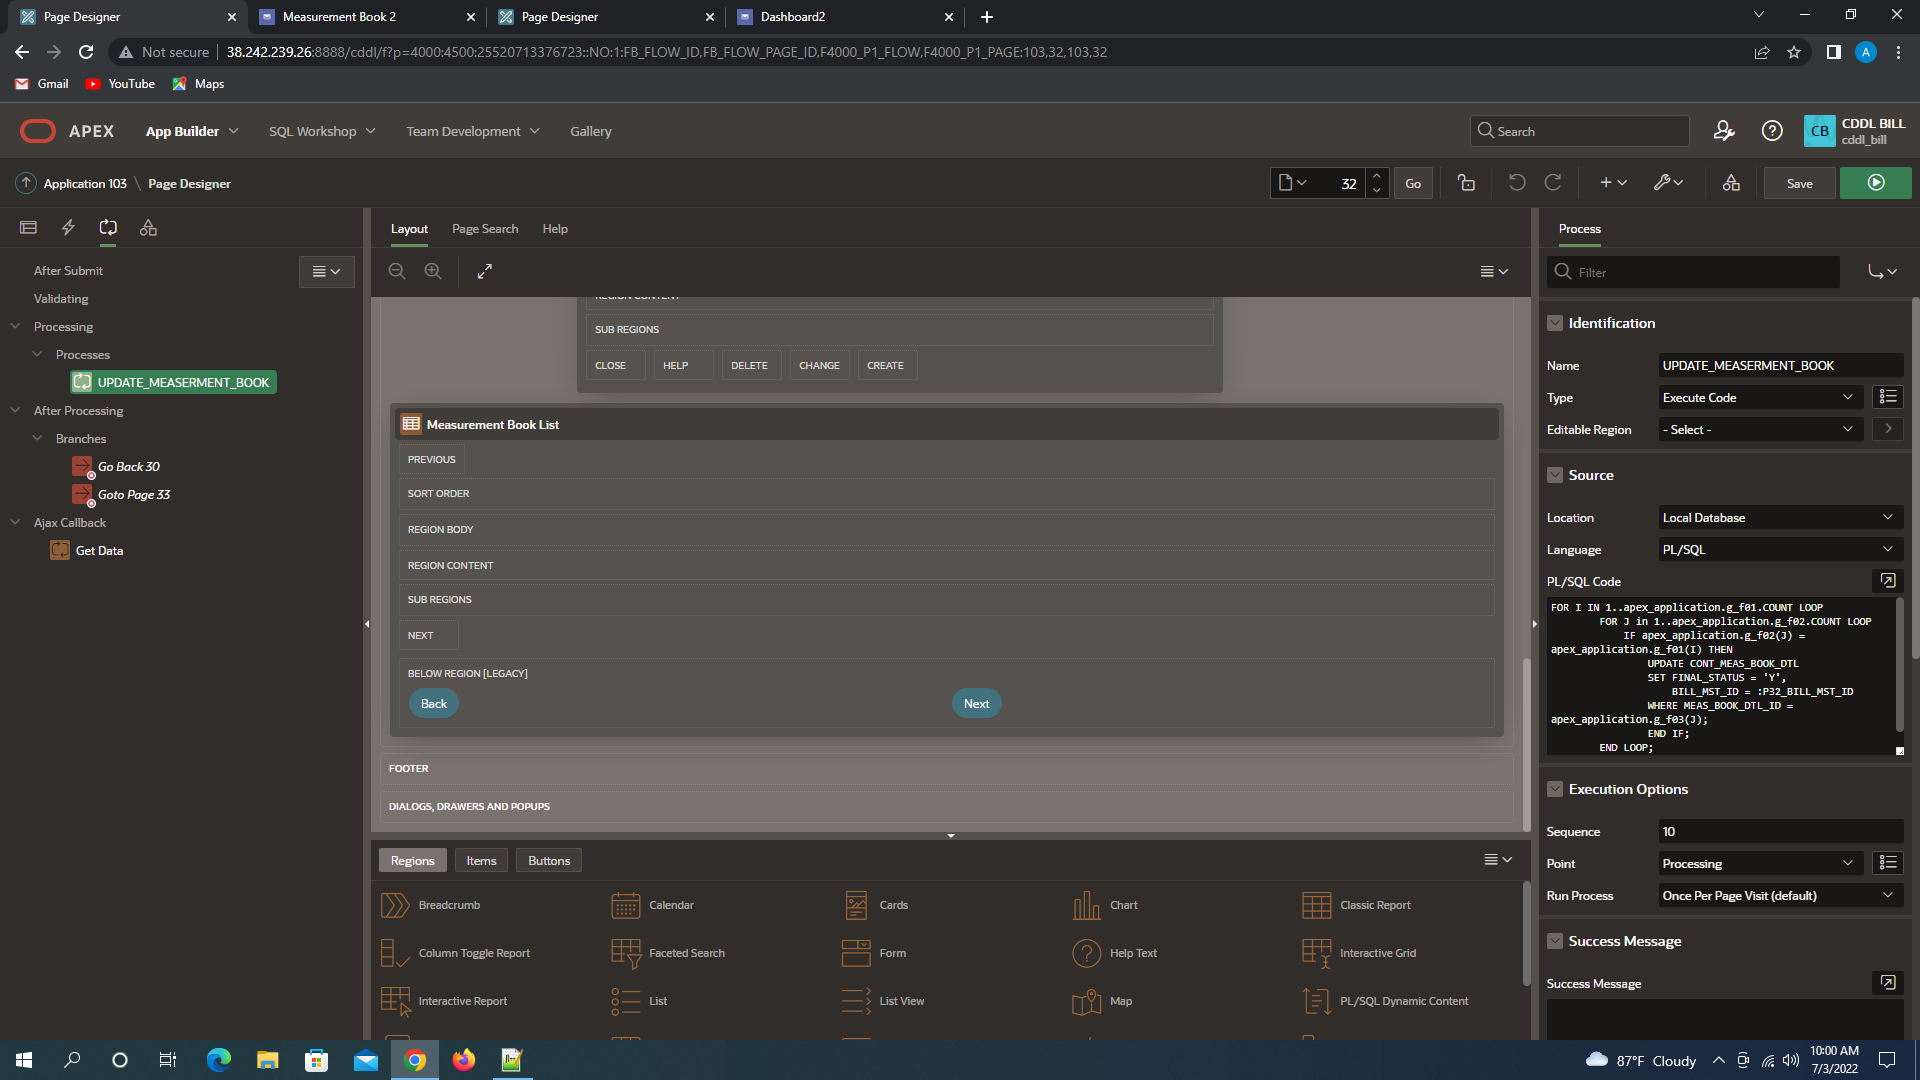 Page Designer
Measurement Book 2
Page Designer
Dashboard2
Not secure
38.242.239.26:8888/cddl/f?p=4000:4500:25520713376723::NO:1:FB_FLOW_ID,FB_FLOW_PAGE_ID,F4000_P1_FLOW,F4000_P1_PAGE:103,32,103,32
A
Gmail
YouTube
Maps
APEX
App Builder
SQL Workshop
Team Development
Gallery
Search
CB
CDDL BILL
cddl_bill
Application 103 \ Page Designer
32
Go
Save
After Submit
Validating
Processing
Processes
UPDATE_MEASERMENT_BOOK
After Processing
Branches
Go Back 30
Goto Page 33
Ajax Callback
Get Data
Layout
Page Search
Help
REGION CONTENT
SUB REGIONS
CLOSE
HELP
DELETE
CHANGE
CREATE
Measurement Book List
PREVIOUS
SORT ORDER
REGION BODY
REGION CONTENT
SUB REGIONS
NEXT
BELOW REGION [LEGACY]
Back
Next
FOOTER
DIALOGS, DRAWERS AND POPUPS
Regions
Items
Buttons
Breadcrumb
Calendar
Cards
Chart
Classic Report
Column Toggle Report
Faceted Search
Form
Help Text
Interactive Grid
Interactive Report
List
List View
Map
PL/SQL Dynamic Content
Process
Filter
Identification
Name
UPDATE_MEASERMENT_BOOK
Type
Execute Code
Editable Region
- Select -
Source
Location
Local Database
Language
PL/SQL
PL/SQL Code
FOR I IN 1..apex_application.g_f01.COUNT LOOP
FOR J in 1..apex_application.g_f02.COUNT LOOP
IF apex_application.g_f02(J) =
apex_application.g_f01(I) THEN
UPDATE CONT_MEAS_BOOK_DTL
SET FINAL_STATUS = 'Y',
BILL_MST_ID = :P32_BILL_MST_ID
WHERE MEAS_BOOK_DTL_ID =
apex_application.g_f03(J);
END IF;
END LOOP;
Execution Options
Sequence
10
Point
Processing
Run Process
Once Per Page Visit (default)
Success Message
Success Message
87°F Cloudy
10:00 AM
7/3/2022